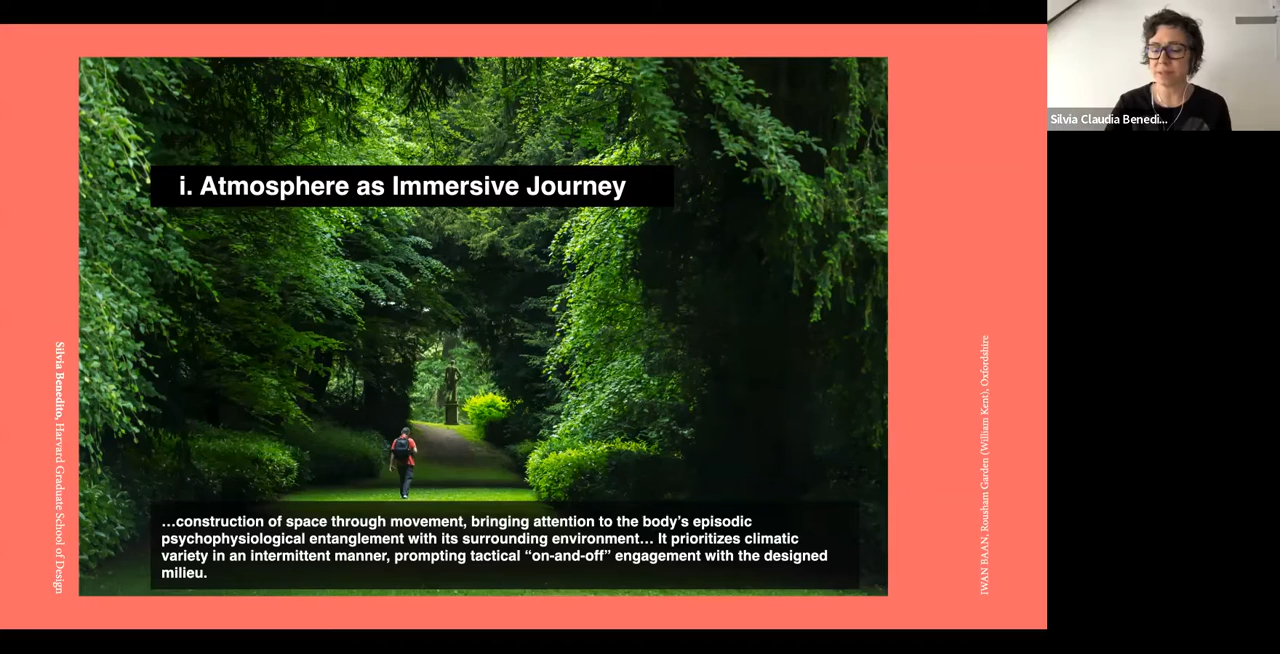 i. Atmosphere as Immersive Journey
…construction of space through movement, bringing attention to the body’s episodic
psychophysiological entanglement with its surrounding environment… It prioritizes climatic
variety in an intermittent manner, prompting tactical “on-and-off” engagement with the designed
milieu.
Silvia Benedito, Harvard Graduate School of Design
IWAN BAAN, Rousham Garden (William Kent), Oxfordshire
Silvia Claudia Benedi...